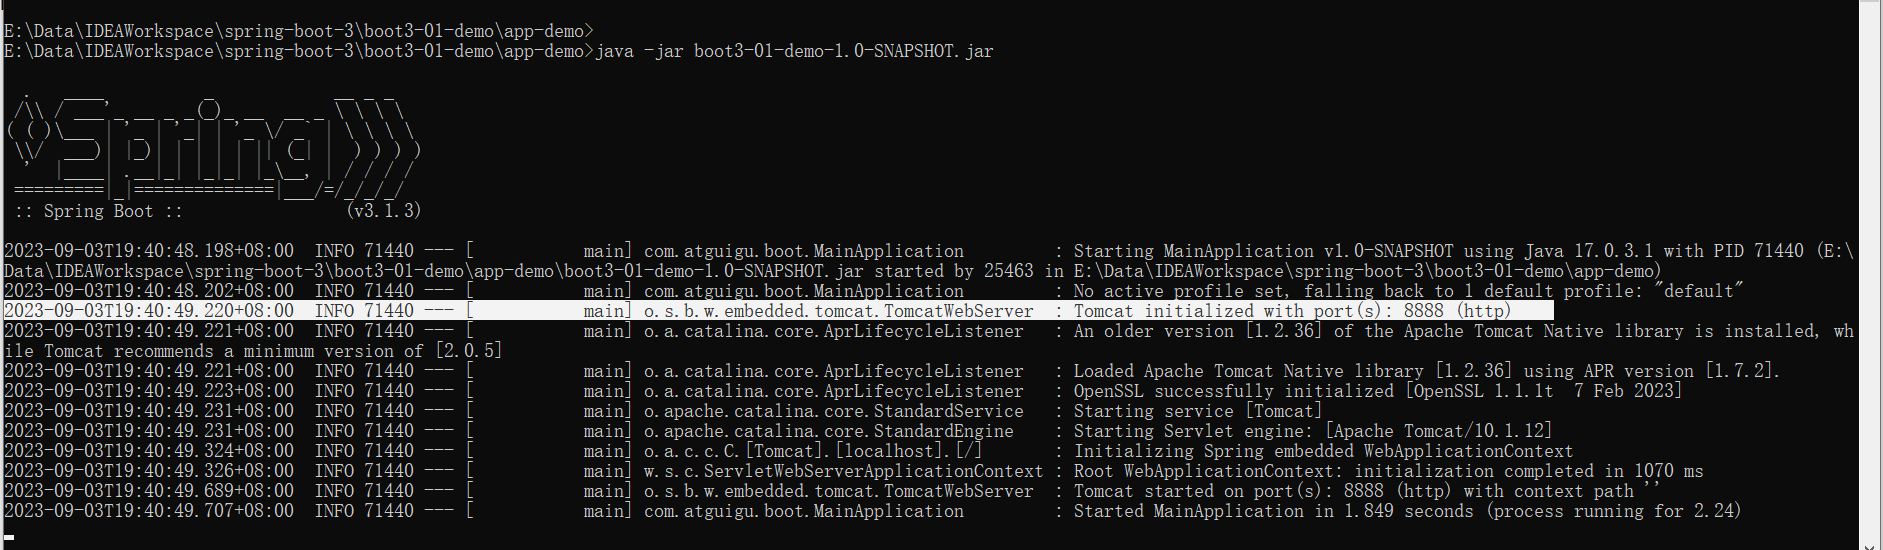 E:\Data\IDEAWorkspace\spring-boot-3\boot3-01-demo\app-demo>
E:\Data\IDEAWorkspace\spring-boot-3\boot3-01-demo\app-demo>java -jar boot3-01-demo-1.0-SNAPSHOT.jar
  .   ____          _            __ _ _
 /\\ / ___'_ __ _ _(_)_ __  __ _ \ \ \ \
( ( )\___ | '_ | '_| | '_ \/ _` | \ \ \ \
 \\/  ___)| |_)| | | | | || (_| |  ) ) ) )
  '  |____| .__|_| |_|_| |_\__, | / / / /
 =========|_|==============|___/=/_/_/_/
 :: Spring Boot ::                (v3.1.3)
2023-09-03T19:40:48.198+08:00  INFO 71440 --- [           main] com.atguigu.boot.MainApplication         : Starting MainApplication v1.0-SNAPSHOT using Java 17.0.3.1 with PID 71440 (E:\
Data\IDEAWorkspace\spring-boot-3\boot3-01-demo\app-demo\boot3-01-demo-1.0-SNAPSHOT.jar started by 25463 in E:\Data\IDEAWorkspace\spring-boot-3\boot3-01-demo\app-demo)
2023-09-03T19:40:48.202+08:00  INFO 71440 --- [           main] com.atguigu.boot.MainApplication         : No active profile set, falling back to 1 default profile: "default"
2023-09-03T19:40:49.220+08:00  INFO 71440 --- [           main] o.s.b.w.embedded.tomcat.TomcatWebServer  : Tomcat initialized with port(s): 8888 (http)
2023-09-03T19:40:49.221+08:00  INFO 71440 --- [           main] o.a.catalina.core.AprLifecycleListener   : An older version [1.2.36] of the Apache Tomcat Native library is installed, wh
ile Tomcat recommends a minimum version of [2.0.5]
2023-09-03T19:40:49.221+08:00  INFO 71440 --- [           main] o.a.catalina.core.AprLifecycleListener   : Loaded Apache Tomcat Native library [1.2.36] using APR version [1.7.2].
2023-09-03T19:40:49.223+08:00  INFO 71440 --- [           main] o.a.catalina.core.AprLifecycleListener   : OpenSSL successfully initialized [OpenSSL 1.1.1t  7 Feb 2023]
2023-09-03T19:40:49.231+08:00  INFO 71440 --- [           main] o.apache.catalina.core.StandardService   : Starting service [Tomcat]
2023-09-03T19:40:49.231+08:00  INFO 71440 --- [           main] o.apache.catalina.core.StandardEngine    : Starting Servlet engine: [Apache Tomcat/10.1.12]
2023-09-03T19:40:49.324+08:00  INFO 71440 --- [           main] o.a.c.c.C.[Tomcat].[localhost].[/]       : Initializing Spring embedded WebApplicationContext
2023-09-03T19:40:49.326+08:00  INFO 71440 --- [           main] w.s.c.ServletWebServerApplicationContext : Root WebApplicationContext: initialization completed in 1070 ms
2023-09-03T19:40:49.689+08:00  INFO 71440 --- [           main] o.s.b.w.embedded.tomcat.TomcatWebServer  : Tomcat started on port(s): 8888 (http) with context path ''
2023-09-03T19:40:49.707+08:00  INFO 71440 --- [           main] com.atguigu.boot.MainApplication         : Started MainApplication in 1.849 seconds (process running for 2.24)